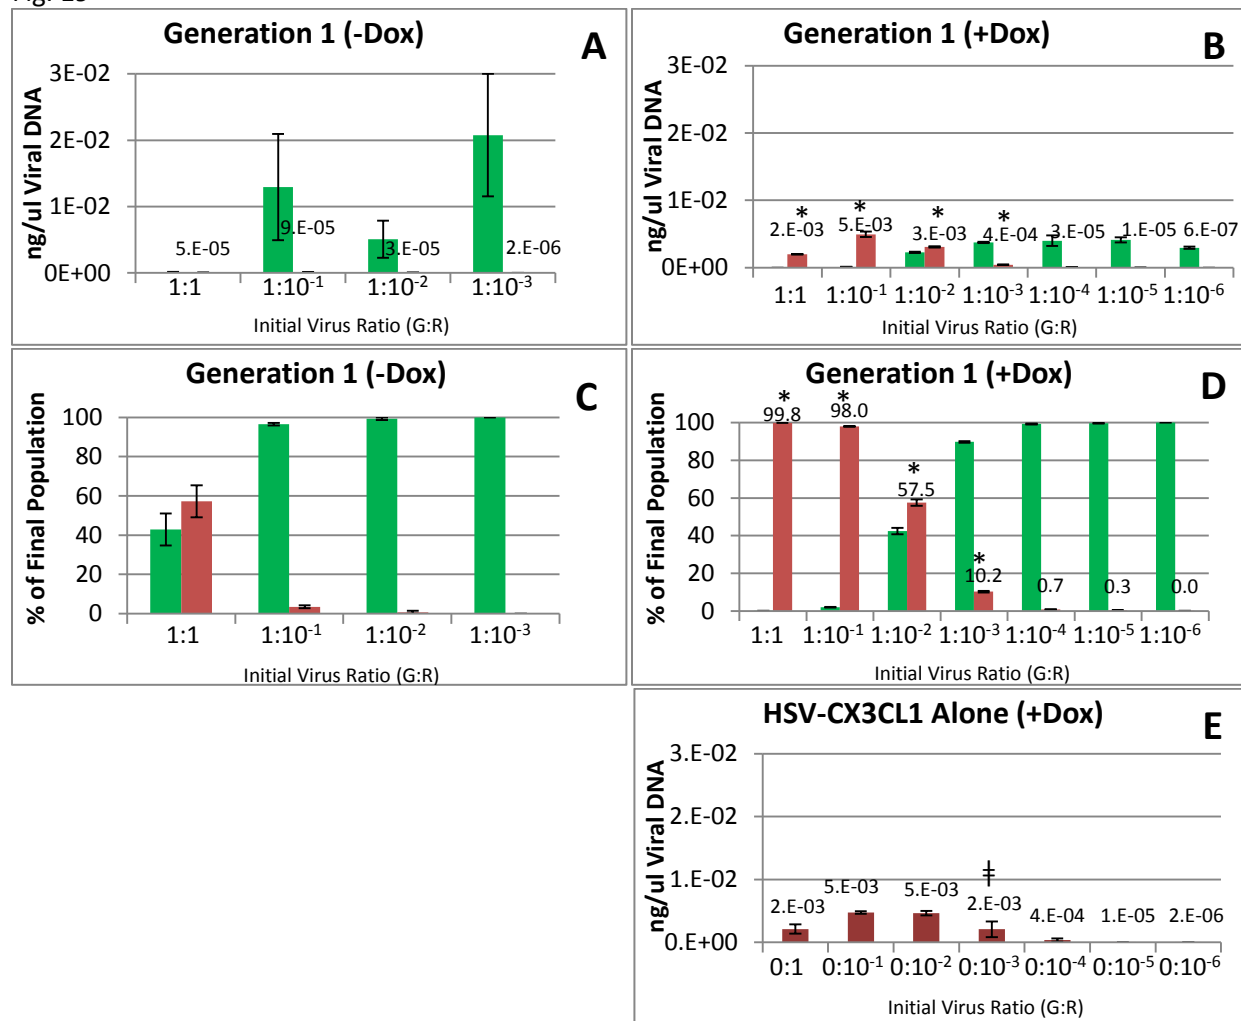 Generation 1 (-Dox)
A
ng/ul Viral DNA
3E-02
2E-02
1E-02
0E+00
5.E-05
9.E-05
3.E-05
2.E-06
1:1
1:10⁻¹
1:10⁻²
1:10⁻³
Initial Virus Ratio (G:R)
Generation 1 (+Dox)
B
ng/ul Viral DNA
3E-02
2E-02
1E-02
0E+00
* * * *
2.E-03
5.E-03
3.E-03
4.E-04
3.E-05
1.E-05
6.E-07
1:1
1:10⁻¹
1:10⁻²
1:10⁻³
1:10⁻⁴
1:10⁻⁵
1:10⁻⁶
Initial Virus Ratio (G:R)
Generation 1 (-Dox)
C
% of Final Population
100
80
60
40
20
0
1:1
1:10⁻¹
1:10⁻²
1:10⁻³
Initial Virus Ratio (G:R)
Generation 1 (+Dox)
D
% of Final Population
100
80
60
40
20
0
* * * *
99.8
98.0
57.5
10.2
0.7
0.3
0.0
1:1
1:10⁻¹
1:10⁻²
1:10⁻³
1:10⁻⁴
1:10⁻⁵
1:10⁻⁶
Initial Virus Ratio (G:R)
HSV-CX3CL1 Alone (+Dox)
E
ng/ul Viral DNA
3.E-02
2.E-02
1.E-02
0.E+00
ǂ
2.E-03
5.E-03
5.E-03
2.E-03
4.E-04
1.E-05
2.E-06
0:1
0:10⁻¹
0:10⁻²
0:10⁻³
0:10⁻⁴
0:10⁻⁵
0:10⁻⁶
Initial Virus Ratio (G:R)